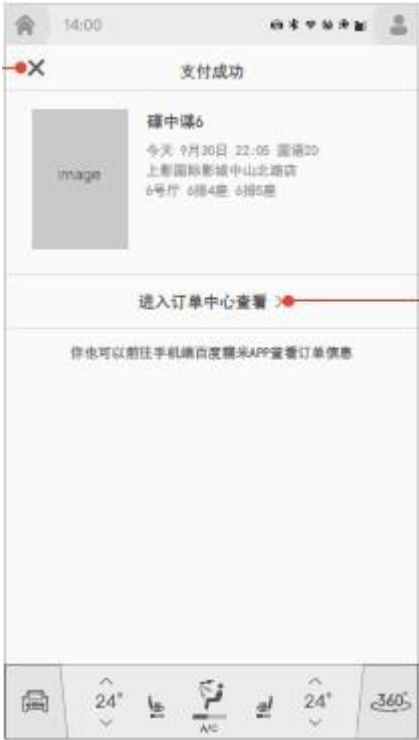 14:00
支付成功
碟中谍6
image
今天 9月30日 22:05 国语2D
上影国际影城中山北路店
6号厅 6排4座 6排5座
进入订单中心查看
你也可以前往手机端百度糯米APP查看订单信息
24°
A/C
24°
360°